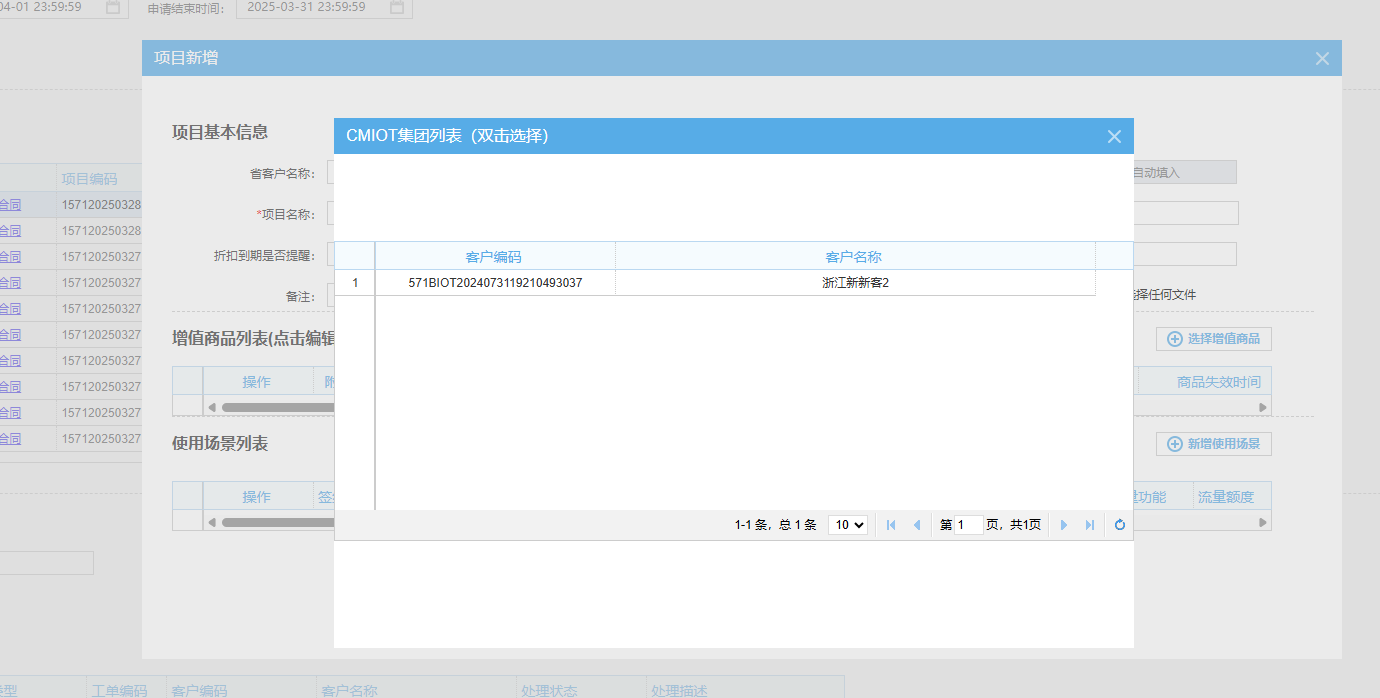 04-01 23:59:59 申请结束时间： 2025-03-31 23:59:59
项目新增
项目基本信息
CMIOT集团列表（双击选择）
省客户名称：
自动填入
*项目名称：
折扣到期是否提醒：
备注：
选择任何文件
项目编码
合同 157120250328
合同 157120250328
合同 157120250327
合同 157120250327
合同 157120250327
合同 157120250327
合同 157120250327
合同 157120250327
合同 157120250327
合同 157120250327
客户编码 客户名称
1 571BIOT2024073119210493037 浙江新新客2
增值商品列表(点击编辑
选择增值商品
操作 附
商品失效时间
使用场景列表
新增使用场景
操作 签
功能 流量额度
1-1 条，总 1 条 10 第 1 页，共1页
类型 工单编码 客户编码 客户名称 处理状态 处理描述